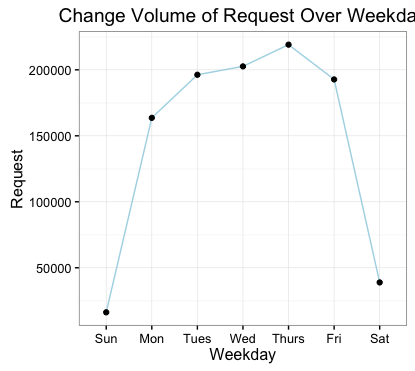 Change Volume of Request Over Weekda
200000
150000
100000
50000
Request
Sun Mon Tues Wed Thurs Fri Sat
Weekday